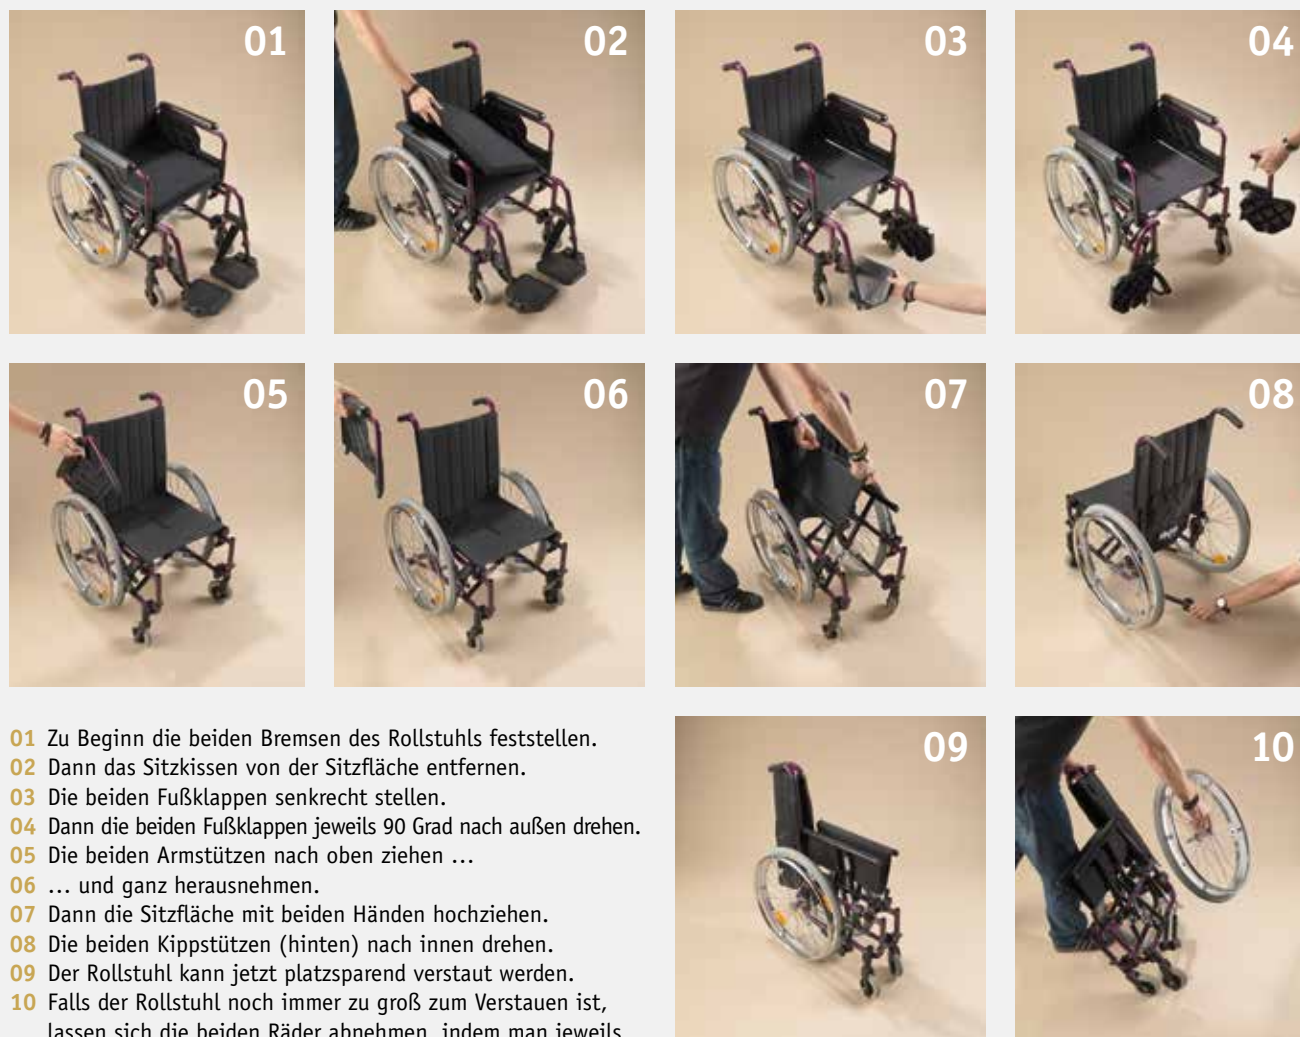 01
02
03
04
05
06
07
08
09
10
01 Zu Beginn die beiden Bremsen des Rollstuhls feststellen.
02 Dann das Sitzkissen von der Sitzfläche entfernen.
03 Die beiden Fußklappen senkrecht stellen.
04 Dann die beiden Fußklappen jeweils 90 Grad nach außen drehen.
05 Die beiden Armstützen nach oben ziehen …
06 … und ganz herausnehmen.
07 Dann die Sitzfläche mit beiden Händen hochziehen.
08 Die beiden Kippstützen (hinten) nach innen drehen.
09 Der Rollstuhl kann jetzt platzsparend verstaut werden.
10 Falls der Rollstuhl noch immer zu groß zum Verstauen ist,
lassen sich die beiden Räder abnehmen, indem man jeweils